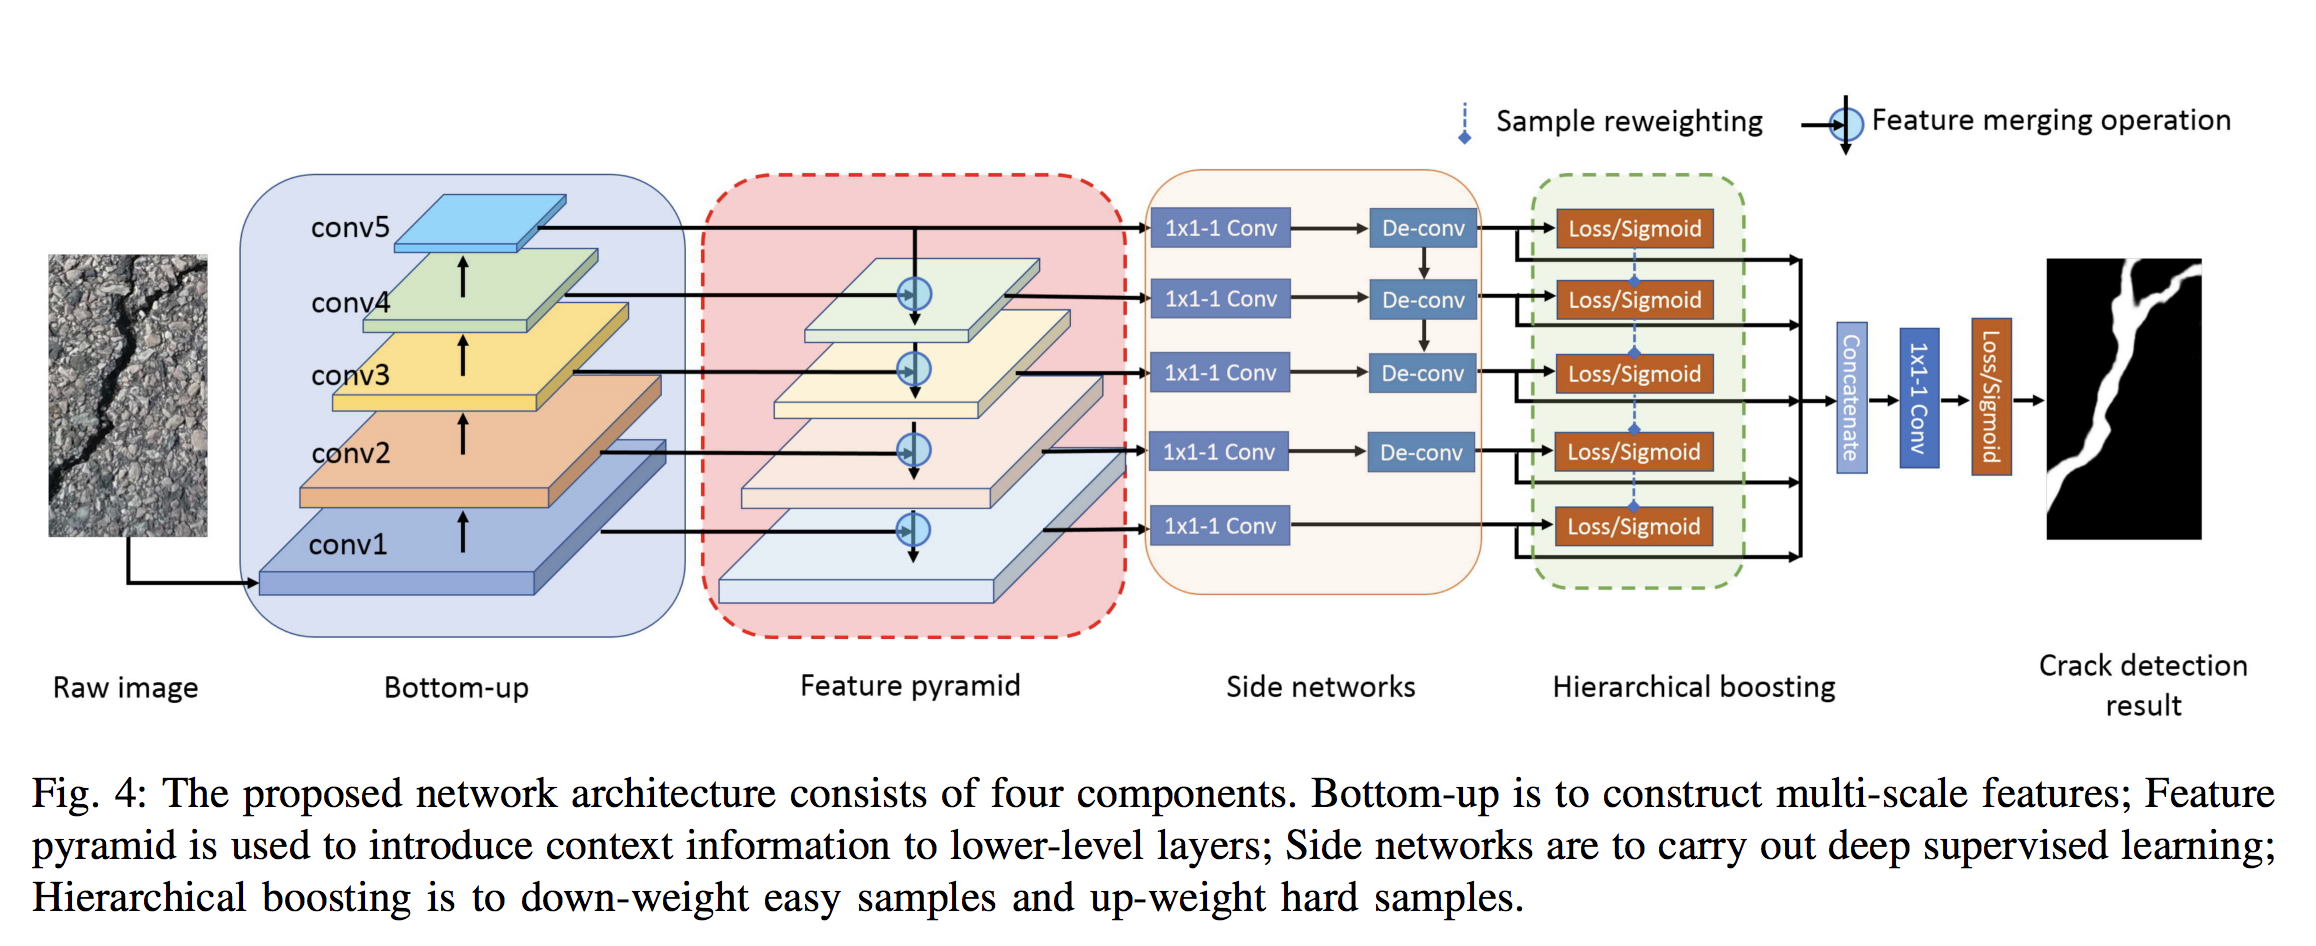 Sample reweighting
Feature merging operation
conv5
conv4
conv3
conv2
conv1
1x1-1 Conv
De-conv
Loss/Sigmoid
1x1-1 Conv
De-conv
Loss/Sigmoid
1x1-1 Conv
De-conv
Loss/Sigmoid
1x1-1 Conv
De-conv
Loss/Sigmoid
1x1-1 Conv
Loss/Sigmoid
Concatenate
1x1-1 Conv
Loss/Sigmoid
Raw image
Bottom-up
Feature pyramid
Side networks
Hierarchical boosting
Crack detection
result
Fig. 4: The proposed network architecture consists of four components. Bottom-up is to construct multi-scale features; Feature
pyramid is used to introduce context information to lower-level layers; Side networks are to carry out deep supervised learning;
Hierarchical boosting is to down-weight easy samples and up-weight hard samples.